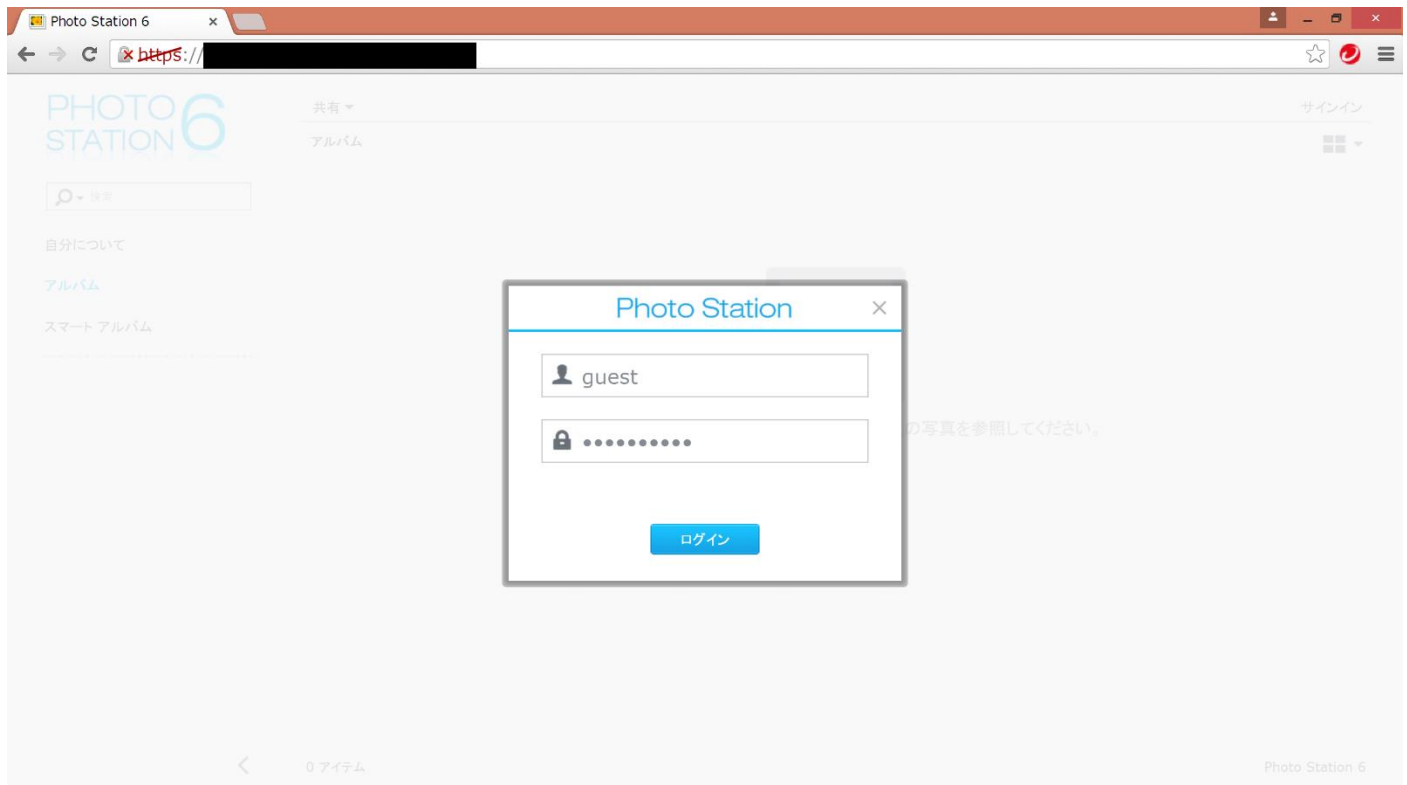 Photo Station 6
https://
PHOTO STATION 6
共有
サインイン
アルバム
検索
自分について
アルバム
スマート アルバム
Photo Station
guest
の写真を参照してください。
ログイン
0 アイテム
Photo Station 6